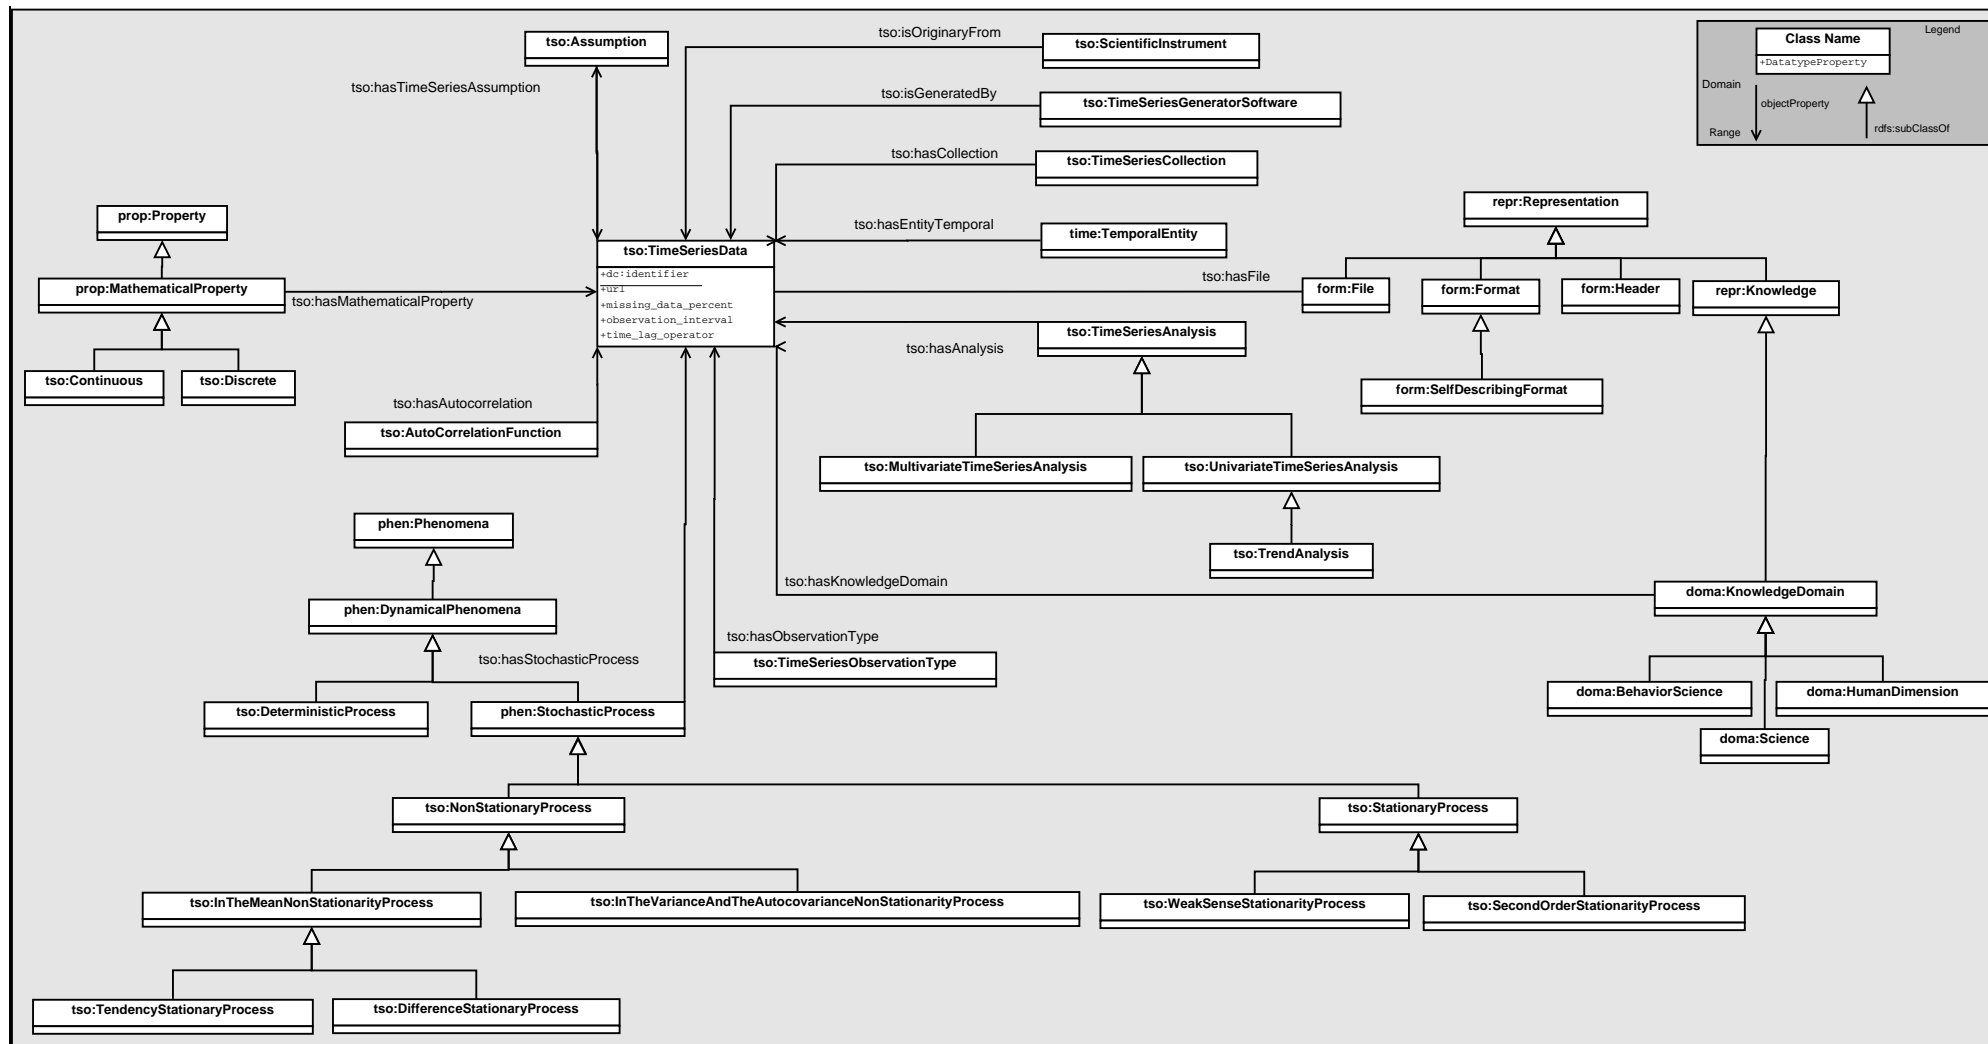 tso:Assumption
tso:isOriginaryFrom
tso:ScientificInstrument
Class Name
Legend
+DatatypeProperty
Domain
objectProperty
Range
rdfs:subClassOf
tso:hasTimeSeriesAssumption
tso:isGeneratedBy
tso:TimeSeriesGeneratorSoftware
tso:hasCollection
tso:TimeSeriesCollection
prop:Property
tso:hasEntityTemporal
time:TemporalEntity
repr:Representation
tso:TimeSeriesData
+dc:identifier
+url
+missing_data_percent
+observation_interval
+time_lag_operator
prop:MathematicalProperty
tso:hasMathematicalProperty
tso:hasFile
form:File
form:Format
form:Header
repr:Knowledge
tso:TimeSeriesAnalysis
tso:hasAnalysis
tso:Continuous
tso:Discrete
form:SelfDescribingFormat
tso:hasAutocorrelation
tso:AutoCorrelationFunction
tso:MultivariateTimeSeriesAnalysis
tso:UnivariateTimeSeriesAnalysis
phen:Phenomena
tso:TrendAnalysis
tso:hasKnowledgeDomain
doma:KnowledgeDomain
phen:DynamicalPhenomena
tso:hasObservationType
tso:hasStochasticProcess
tso:TimeSeriesObservationType
doma:BehaviorScience
doma:HumanDimension
tso:DeterministicProcess
phen:StochasticProcess
doma:Science
tso:NonStationaryProcess
tso:StationaryProcess
tso:InTheMeanNonStationarityProcess
tso:InTheVarianceAndTheAutocovarianceNonStationarityProcess
tso:WeakSenseStationarityProcess
tso:SecondOrderStationarityProcess
tso:TendencyStationaryProcess
tso:DifferenceStationaryProcess